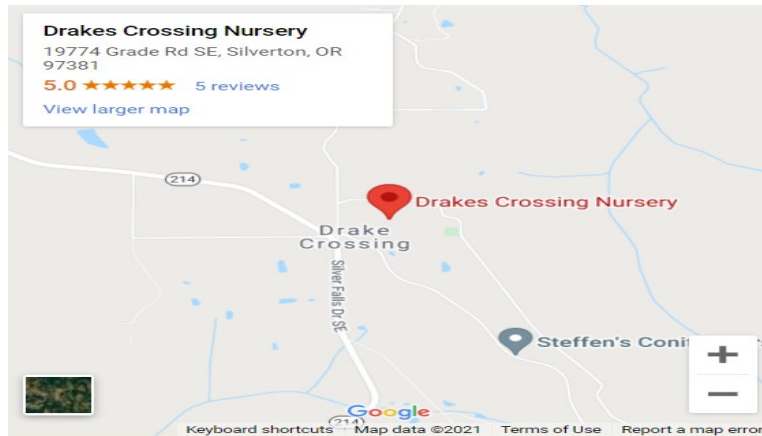 Drakes Crossing Nursery
19774 Grade Rd SE, Silverton, OR
97381
5.0 5 reviews
View larger map
214
Drakes Crossing Nursery
Drake
Crossing
Silver Falls Dr SE
Steffen's
Google
214
Keyboard shortcuts Map data ©2021 Terms of Use Report a map error